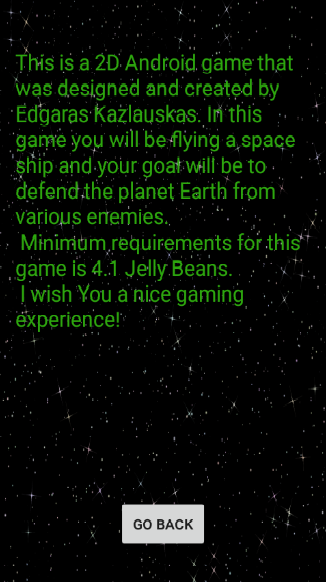 This is a 2D Android game that
was designed and created by
Edgaras Kazlauskas. In this
game you will be flying a space
ship and your goal will be to
defend the planet Earth from
various enemies.
Minimum requirements for this
game is 4.1 Jelly Beans.
I wish You a nice gaming
experience!
GO BACK